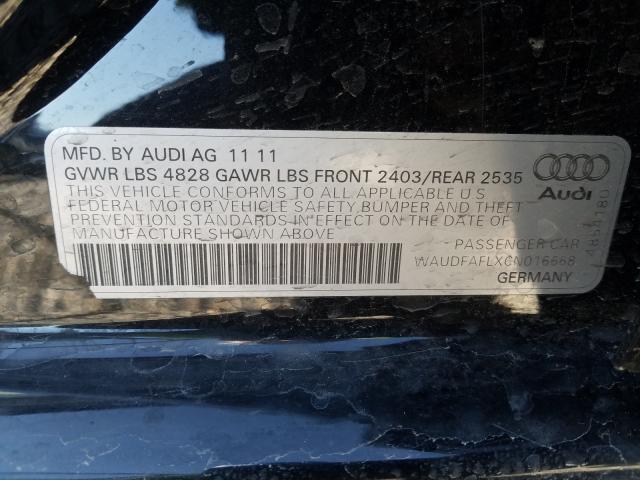 MFD. BY AUDI AG 11 11
GVWR LBS 4828 GAWR LBS FRONT 2403/REAR 2535
THIS VEHICLE CONFORMS TO ALL APPLICABLE U S
FEDERAL MOTOR VEHICLE SAFETY, BUMPER AND THEFT
PREVENTION STANDARDS IN EFFECT ON THE DATE OF
MANUFACTURE SHOWN ABOVE
PASSENGER CAR
WAUDFAFLXCN016668
GERMANY
Audi
4854180